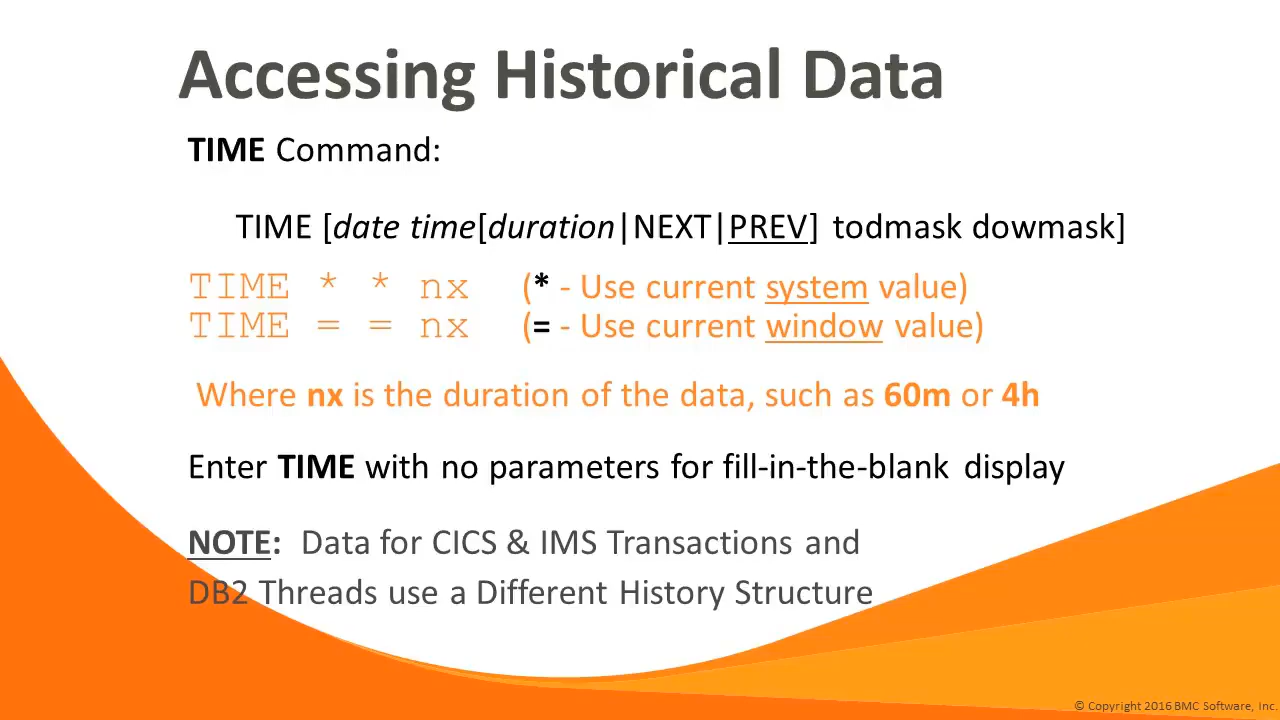 Accessing Historical Data
TIME Command:
TIME [date time[duration|NEXT|PREV] todmask dowmask]
TIME * * nx (* - Use current system value)
TIME = = nx (= - Use current window value)
Where nx is the duration of the data, such as 60m or 4h
Enter TIME with no parameters for fill-in-the-blank display
NOTE: Data for CICS & IMS Transactions and
DB2 Threads use a Different History Structure
© Copyright 2016 BMC Software, Inc.